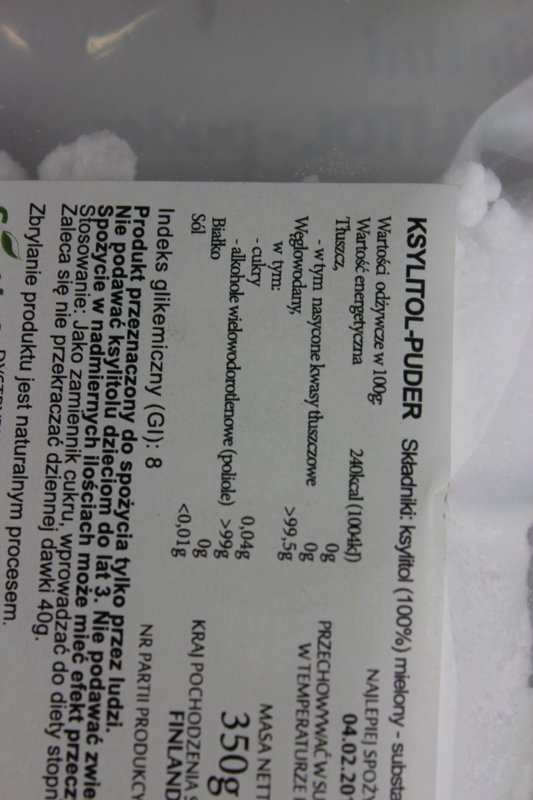 KSYLITOL-PUDER Składniki: ksylitol (100%) mielony -
Wartości odżywcze w 100g:
Wartość energetyczna 240kcal (1004kJ)
Tłuszcz, 0g
- w tym nasycone kwasy tłuszczowe 0g
Węglowodany, >99,5g
w tym:
- cukry 0,04g
- alkohole wielowodorotlenowe (poliole) >99g
Białko 0g
Sól <0,01g
NAJLEPIEJ
04.02.20
PRZECHOWYWAĆ W
W TEMPERATURZE
MASA NETT
350g
KRAJ POCHODZENIA
FINLAND
NR PARTII PRODUKCY
Indeks glikemiczny (GI): 8
Produkt przeznaczony do spożycia tylko przez ludzi.
Nie podawać ksylitolu dzieciom do lat 3. Nie podawać zwie
Spożycie w nadmiernych ilościach może mieć efekt przecz
Stosowanie: Jako zamiennik cukru, wprowadzać do diety stopn
Zaleca się nie przekraczać dziennej dawki 40g.
Zbrylanie produktu jest naturalnym procesem.